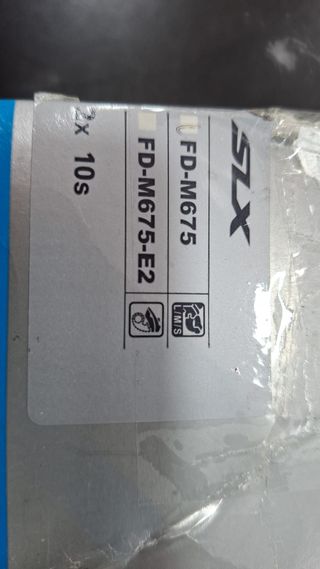 SLX
FD-M675 L/M/S
FD-M675-E2
2x 10s